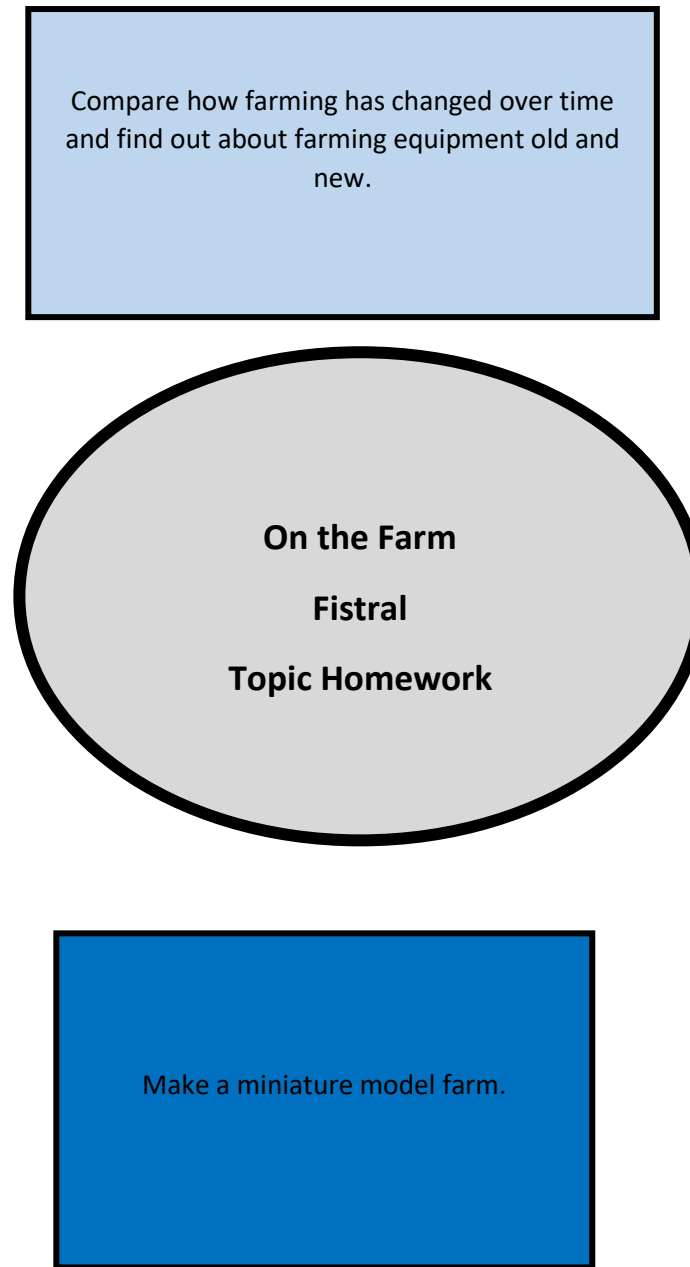 Compare how farming has changed over time
and find out about farming equipment old and
new.
On the Farm
Fistral
Topic Homework
Make a miniature model farm.